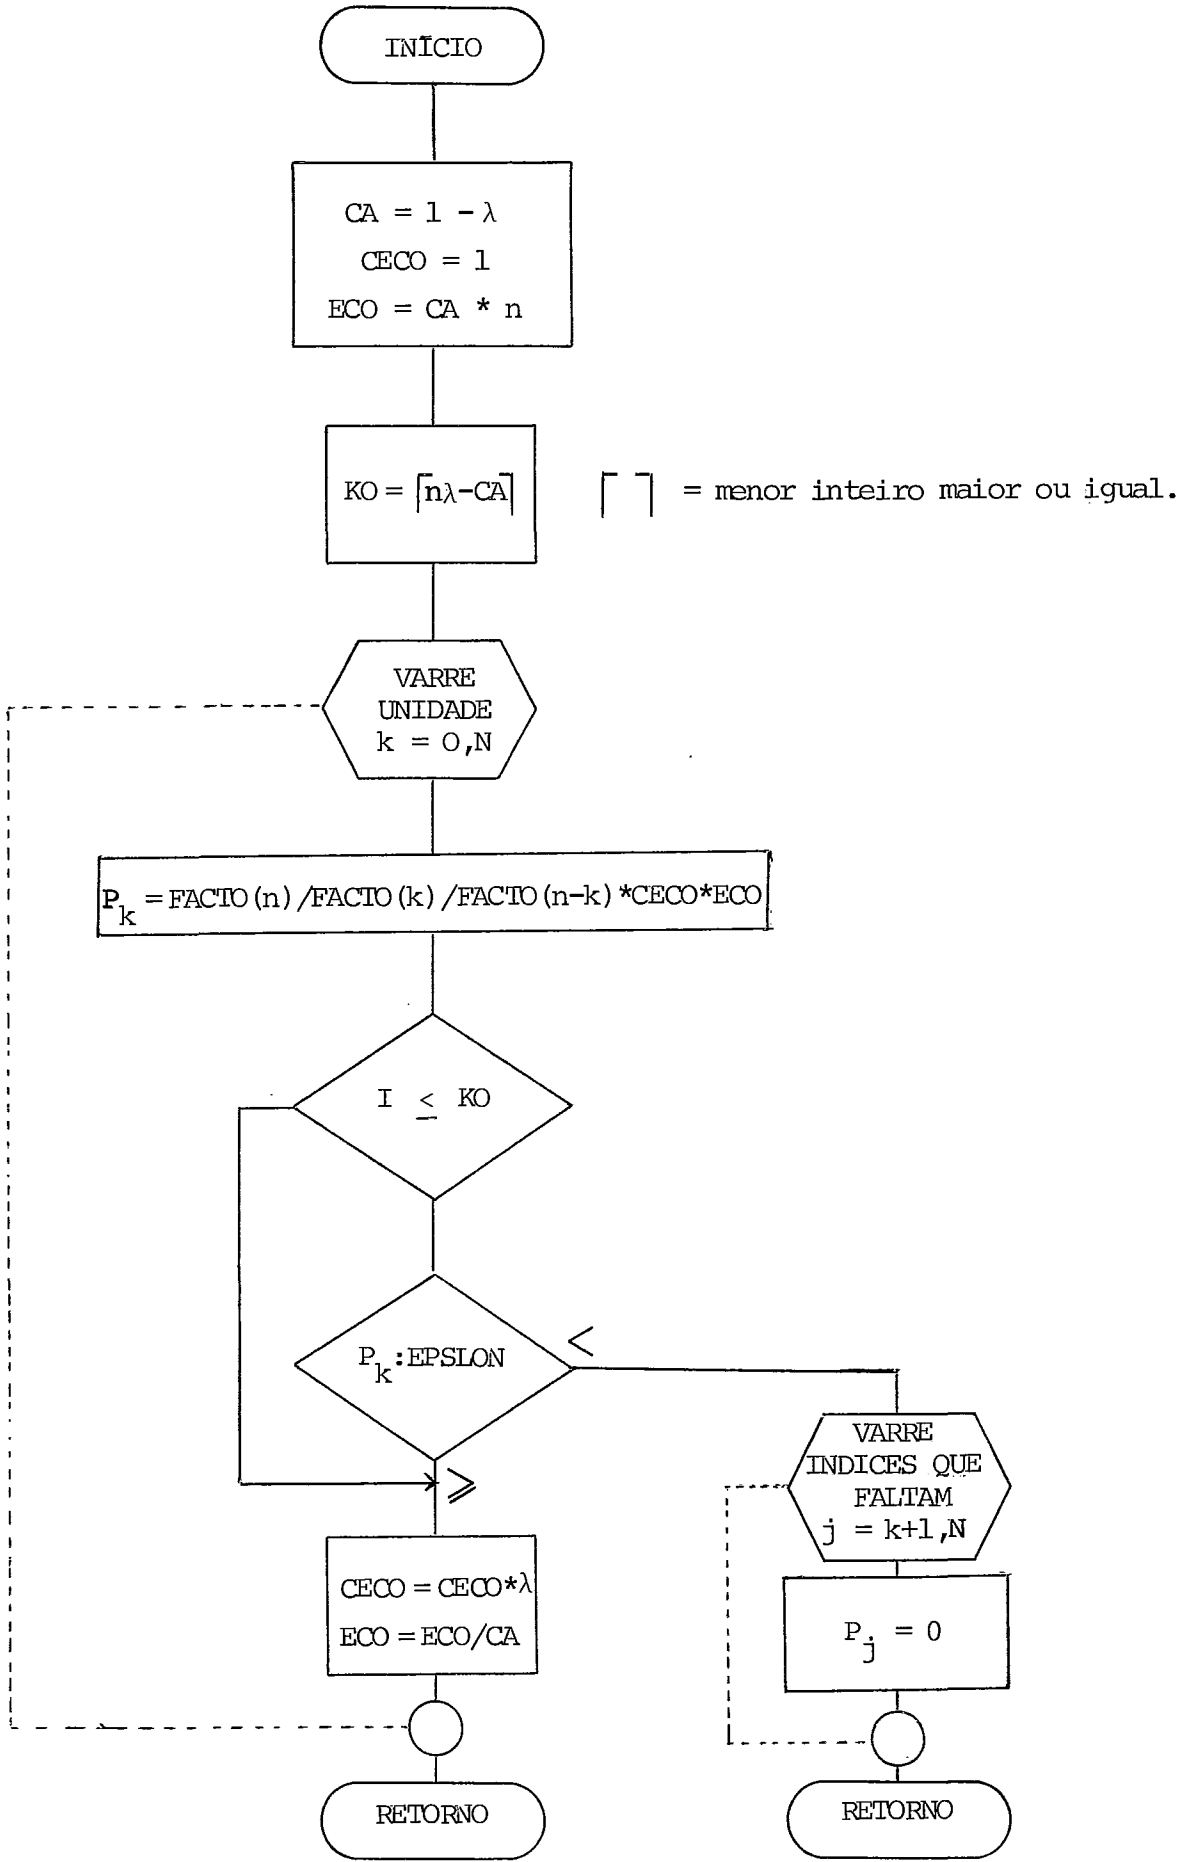 INÍCIO
CA = 1 - λ
CECO = 1
ECO = CA * n
KO = ⌈nλ-CA⌉
⌈ ⌉ = menor inteiro maior ou igual.
VARRE
UNIDADE
k = 0,N
P_k = FACTO(n)/FACTO(k)/FACTO(n-k)*CECO*ECO
I ≤ KO
P_k:EPSLON
<
≥
VARRE
INDICES QUE
FALTAM
j = k+1,N
CECO = CECO*λ
ECO = ECO/CA
P_j = 0
RETORNO
RETORNO